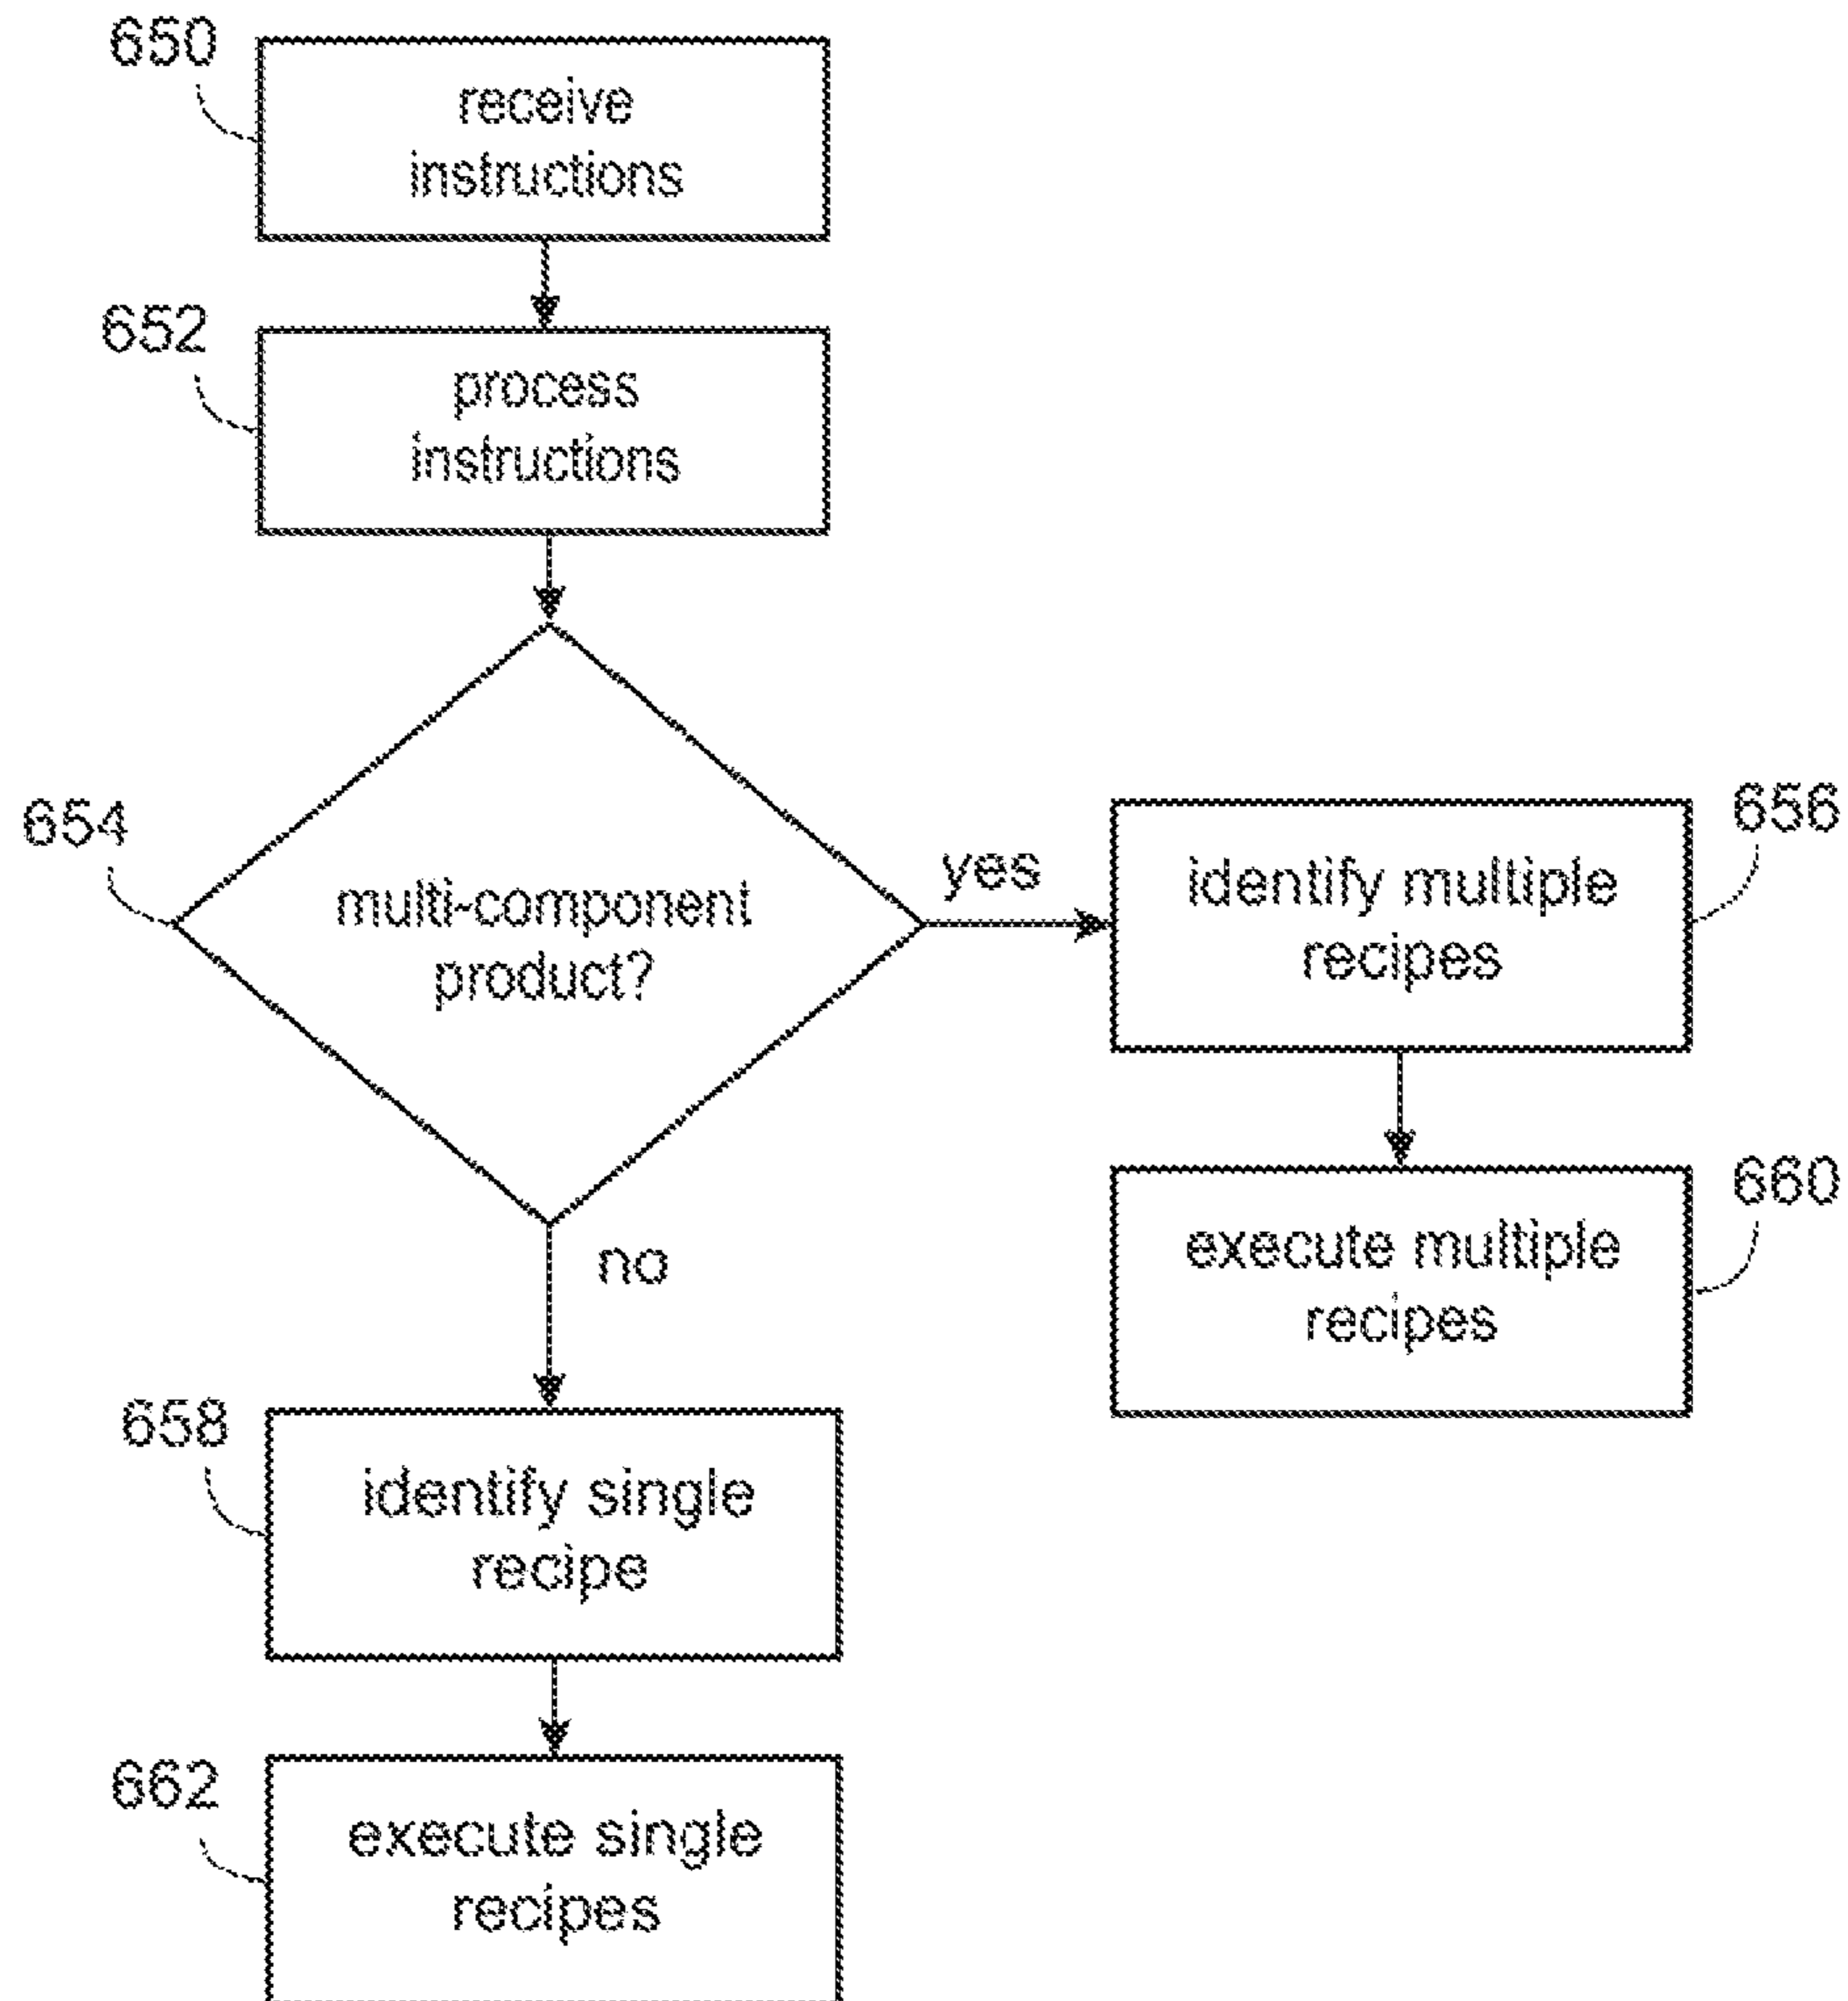 650
receive
instructions
652
process
instructions
654
multi-component
product?
yes
656
identify multiple
recipes
660
execute multiple
recipes
no
658
identify single
recipe
662
execute single
recipes